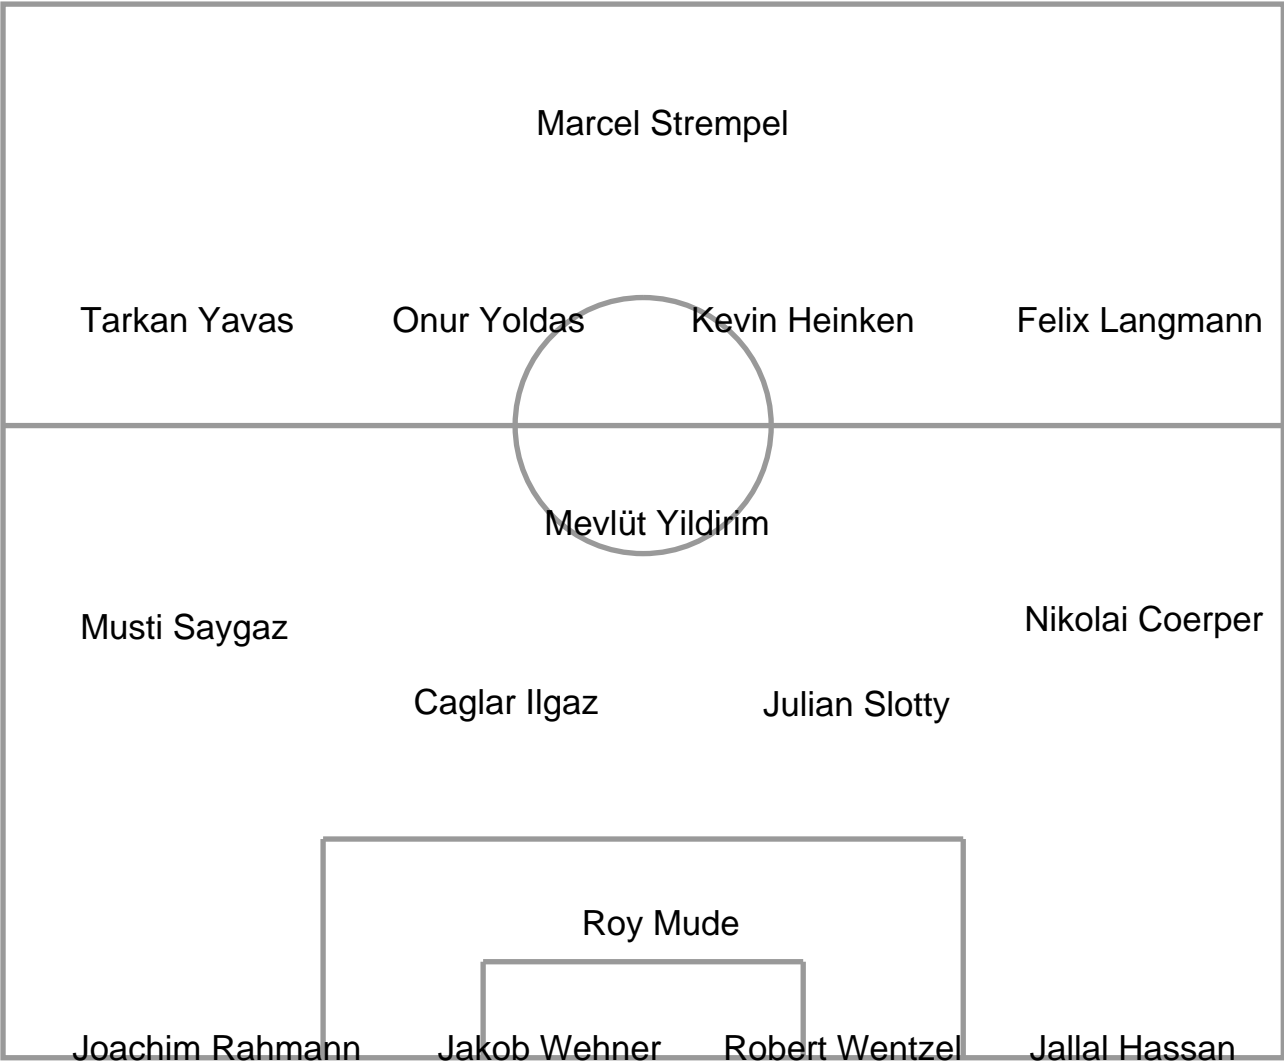 Marcel Strempel
Tarkan Yavas Onur Yoldas Kevin Heinken Felix Langmann
Mevlüt Yildirim
Musti Saygaz Nikolai Coerper
Caglar Ilgaz Julian Slotty
Roy Mude
Joachim Rahmann Jakob Wehner Robert Wentzel Jallal Hassan